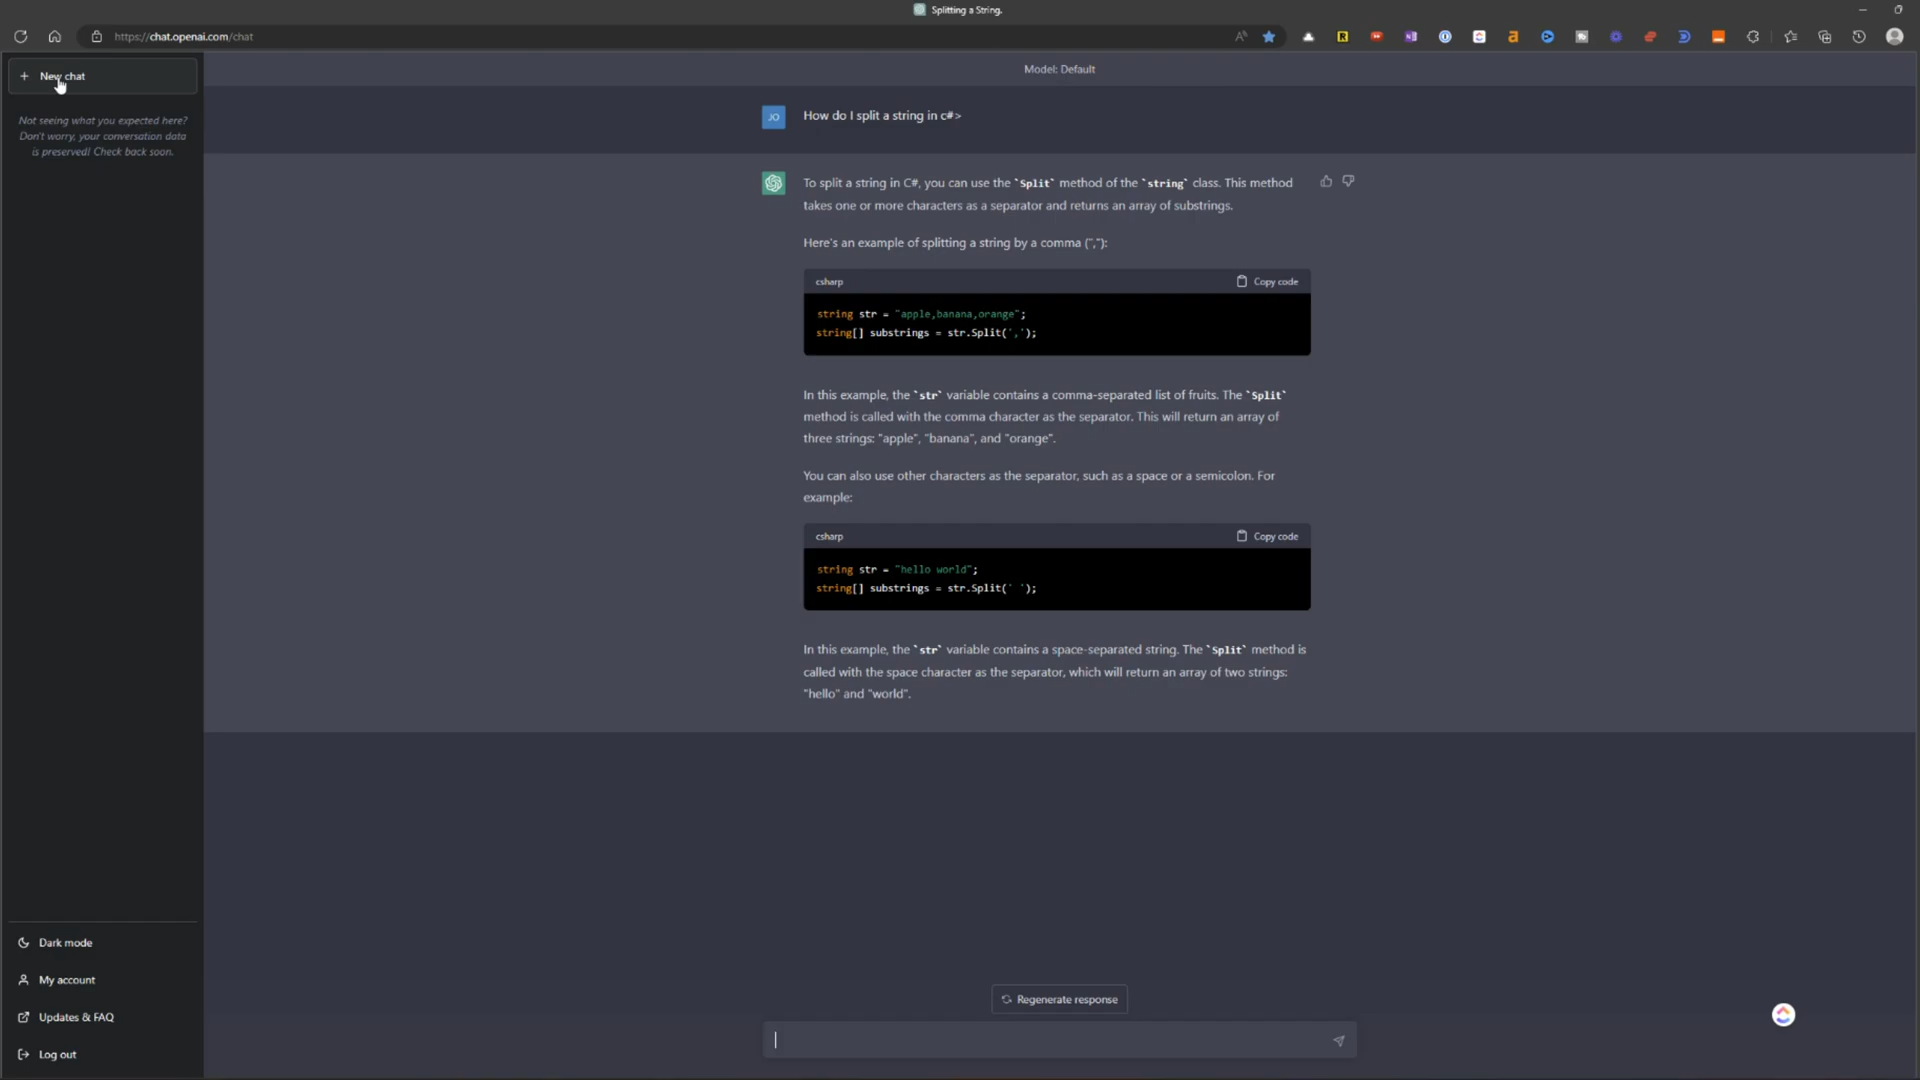 Splitting a String.
https://chat.openai.com/chat
New chat
Not seeing what you expected here?
Don't worry, your conversation data
is preserved! Check back soon.
Model: Default
JO
How do I split a string in c#>
To split a string in C#, you can use the `Split` method of the `string` class. This method
takes one or more characters as a separator and returns an array of substrings.
Here's an example of splitting a string by a comma (","):
csharp
Copy code
string str = "apple,banana,orange";
string[] substrings = str.Split(',');
In this example, the `str` variable contains a comma-separated list of fruits. The `Split`
method is called with the comma character as the separator. This will return an array of
three strings: "apple", "banana", and "orange".
You can also use other characters as the separator, such as a space or a semicolon. For
example:
csharp
Copy code
string str = "hello world";
string[] substrings = str.Split(' ');
In this example, the `str` variable contains a space-separated string. The `Split` method is
called with the space character as the separator, which will return an array of two strings:
"hello" and "world".
Dark mode
My account
Updates & FAQ
Log out
Regenerate response